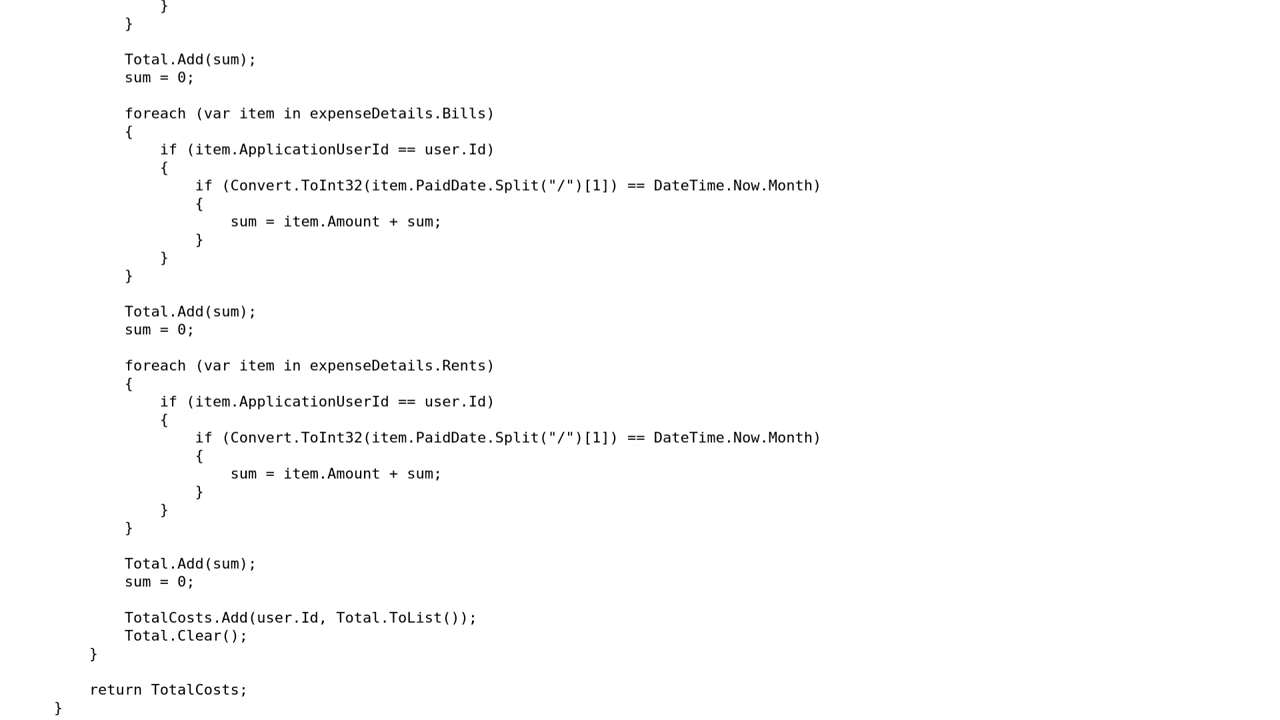 }
}
Total.Add(sum);
sum = 0;
foreach (var item in expenseDetails.Bills)
{
if (item.ApplicationUserId == user.Id)
{
if (Convert.ToInt32(item.PaidDate.Split("/")[1]) == DateTime.Now.Month)
{
sum = item.Amount + sum;
}
}
}
Total.Add(sum);
sum = 0;
foreach (var item in expenseDetails.Rents)
{
if (item.ApplicationUserId == user.Id)
{
if (Convert.ToInt32(item.PaidDate.Split("/")[1]) == DateTime.Now.Month)
{
sum = item.Amount + sum;
}
}
}
Total.Add(sum);
sum = 0;
TotalCosts.Add(user.Id, Total.ToList());
Total.Clear();
}
return TotalCosts;
}